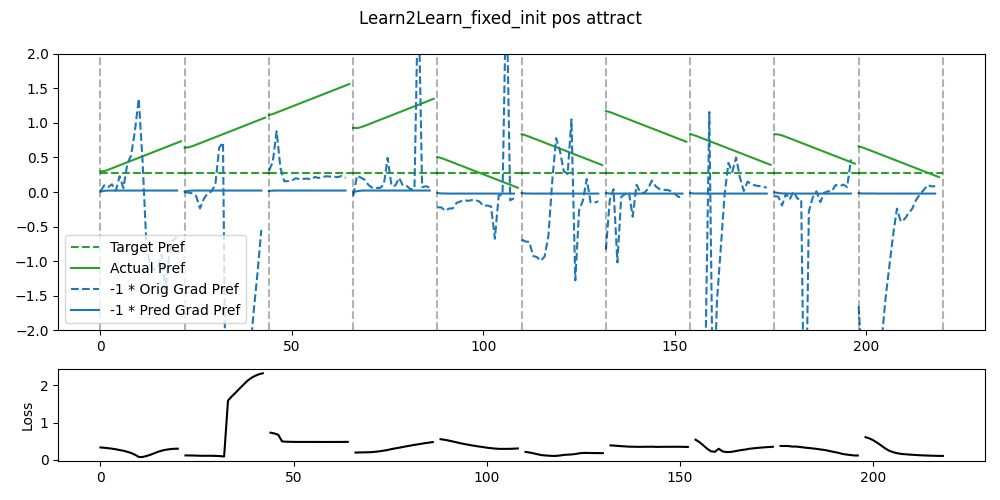 Learn2Learn_fixed_init pos attract
2.0
1.5
1.0
0.5
0.0
-0.5
-1.0
-1.5
-2.0
Target Pref
Actual Pref
-1 * Orig Grad Pref
-1 * Pred Grad Pref
0 50 100 150 200
Loss
2
1
0
0 50 100 150 200